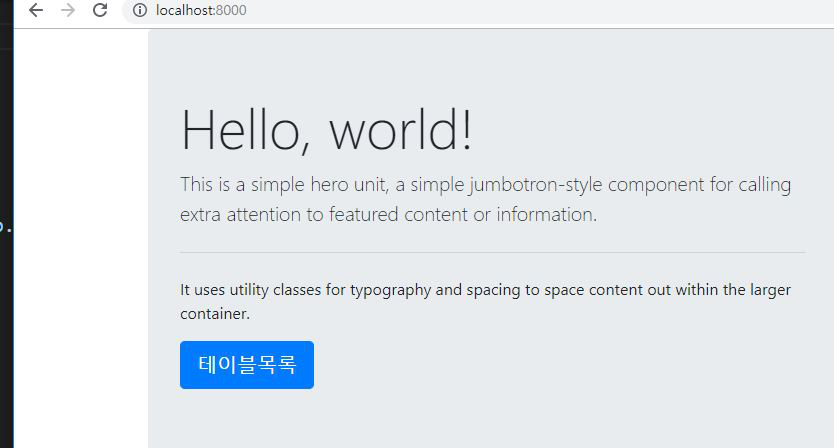 localhost:8000
Hello, world!
This is a simple hero unit, a simple jumbotron-style component for calling
extra attention to featured content or information.
It uses utility classes for typography and spacing to space content out within the larger
container.
테이블목록